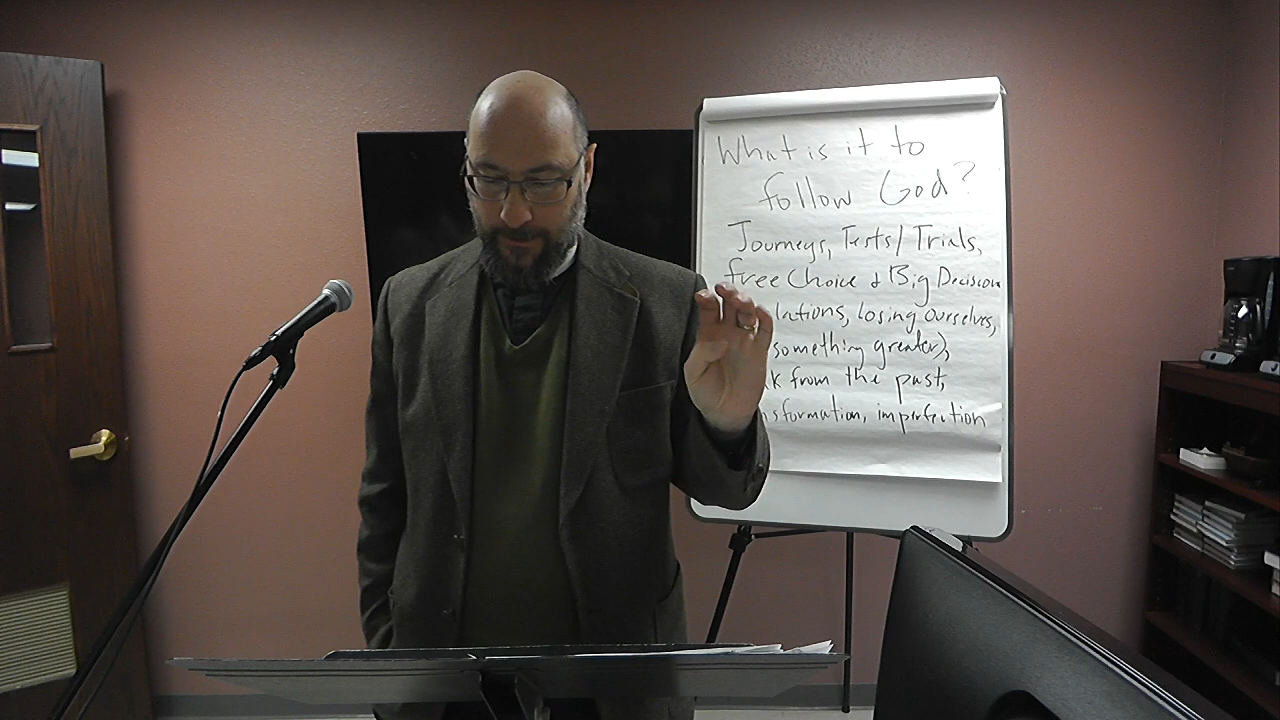 What is it to
follow God?
Journeys, Tests/Trials,
Free Choice & Big Decision
lations, losing ourselves,
something greater),
k from the past,
nsformation, imperfection